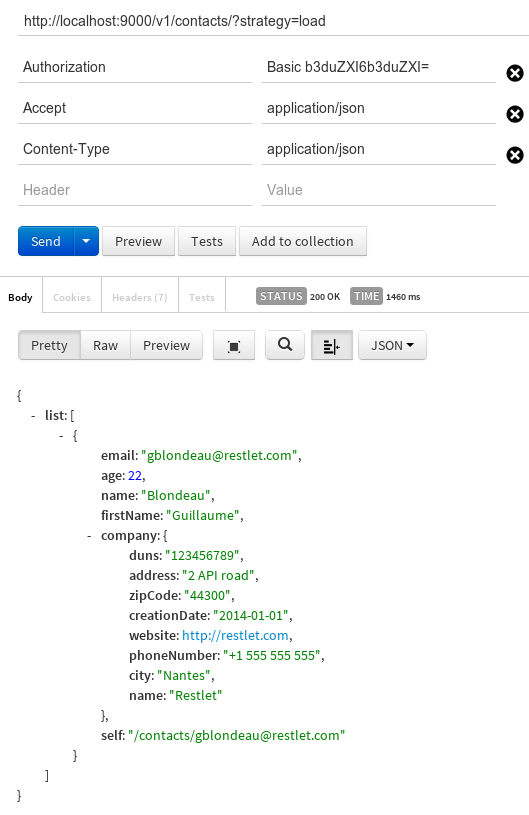 http://localhost:9000/v1/contacts/?strategy=load
Authorization Basic b3duZXI6b3duZXI=
Accept application/json
Content-Type application/json
Header Value
Send Preview Tests Add to collection
Body Cookies Headers (7) Tests STATUS 200 OK TIME 1460 ms
Pretty Raw Preview JSON
{
- list: [
- {
email: "gblondeau@restlet.com",
age: 22,
name: "Blondeau",
firstName: "Guillaume",
- company: {
duns: "123456789",
address: "2 API road",
zipCode: "44300",
creationDate: "2014-01-01",
website: http://restlet.com,
phoneNumber: "+1 555 555 555",
city: "Nantes",
name: "Restlet"
},
self: "/contacts/gblondeau@restlet.com"
}
]
}